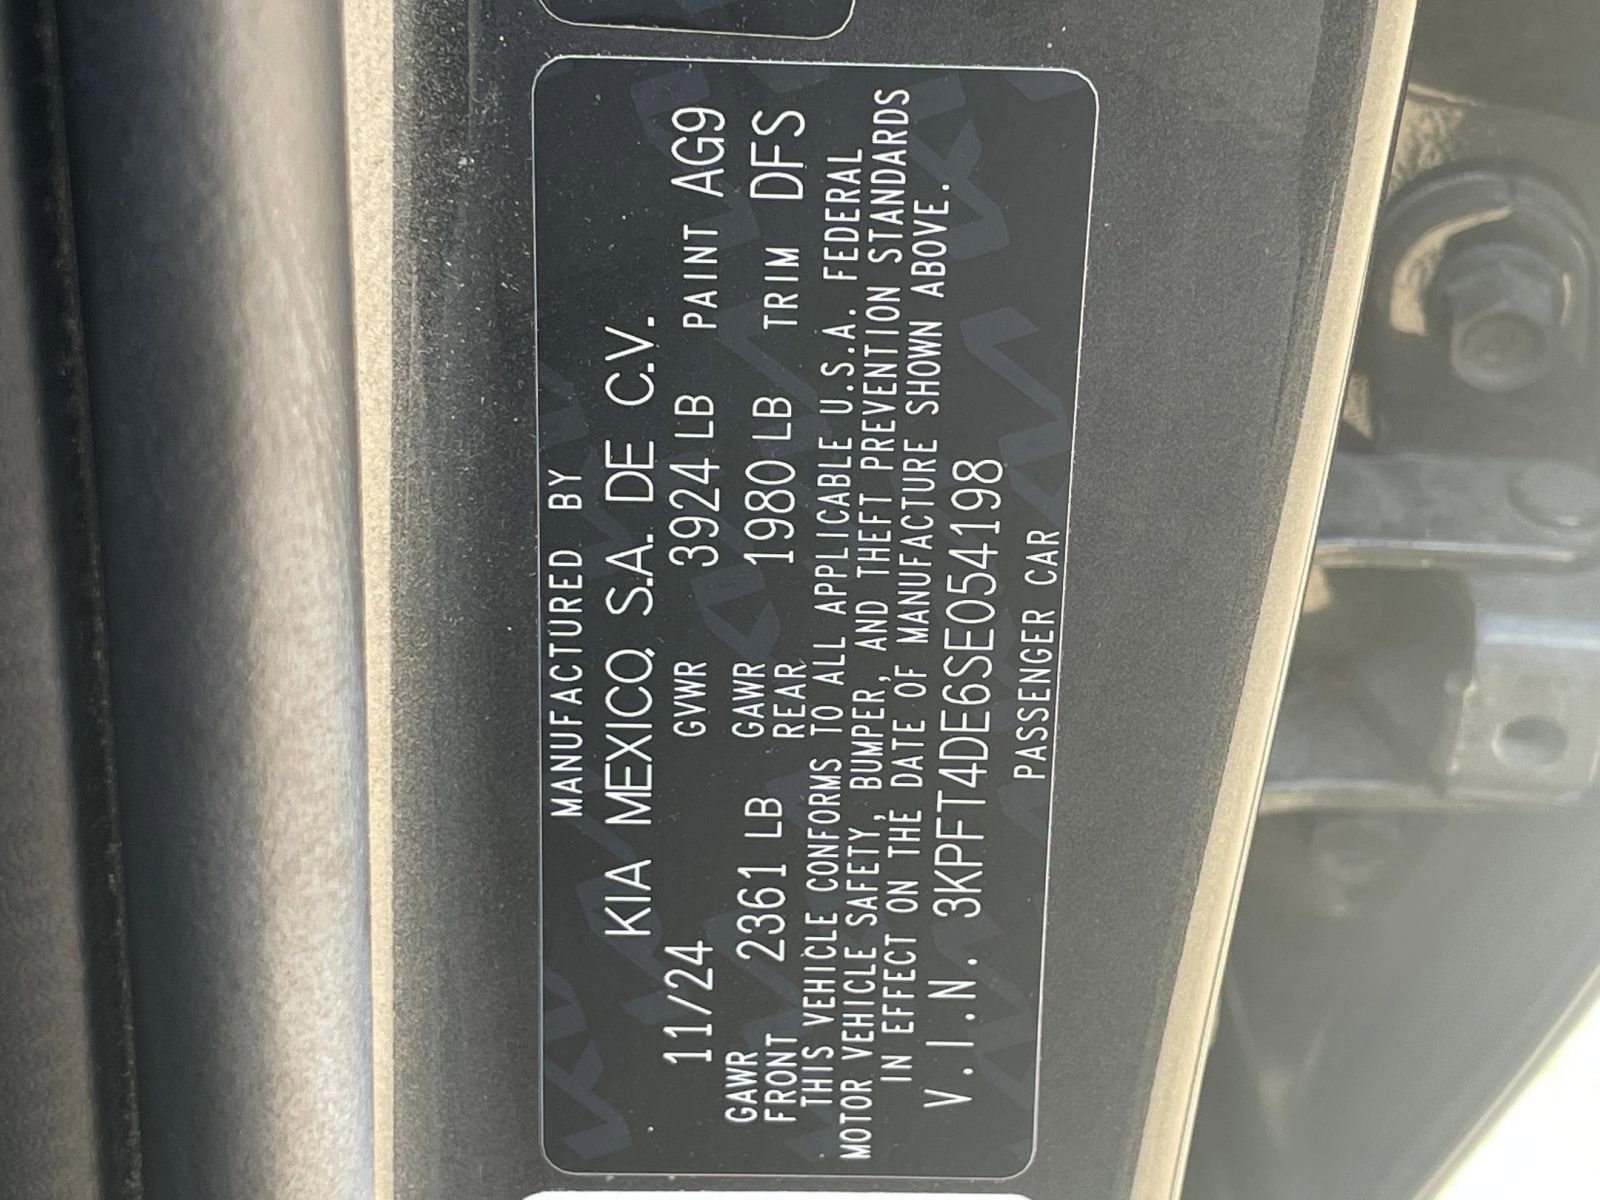 MANUFACTURED BY
KIA MEXICO, S.A. DE C.V.
11/24 GVWR 3924 LB PAINT AG9
GAWR FRONT 2361 LB GAWR REAR 1980 LB TRIM DFS
THIS VEHICLE CONFORMS TO ALL APPLICABLE U.S.A. FEDERAL
MOTOR VEHICLE SAFETY, BUMPER, AND THEFT PREVENTION STANDARDS
IN EFFECT ON THE DATE OF MANUFACTURE SHOWN ABOVE.
V.I.N. 3KPFT4DE6SE054198
PASSENGER CAR